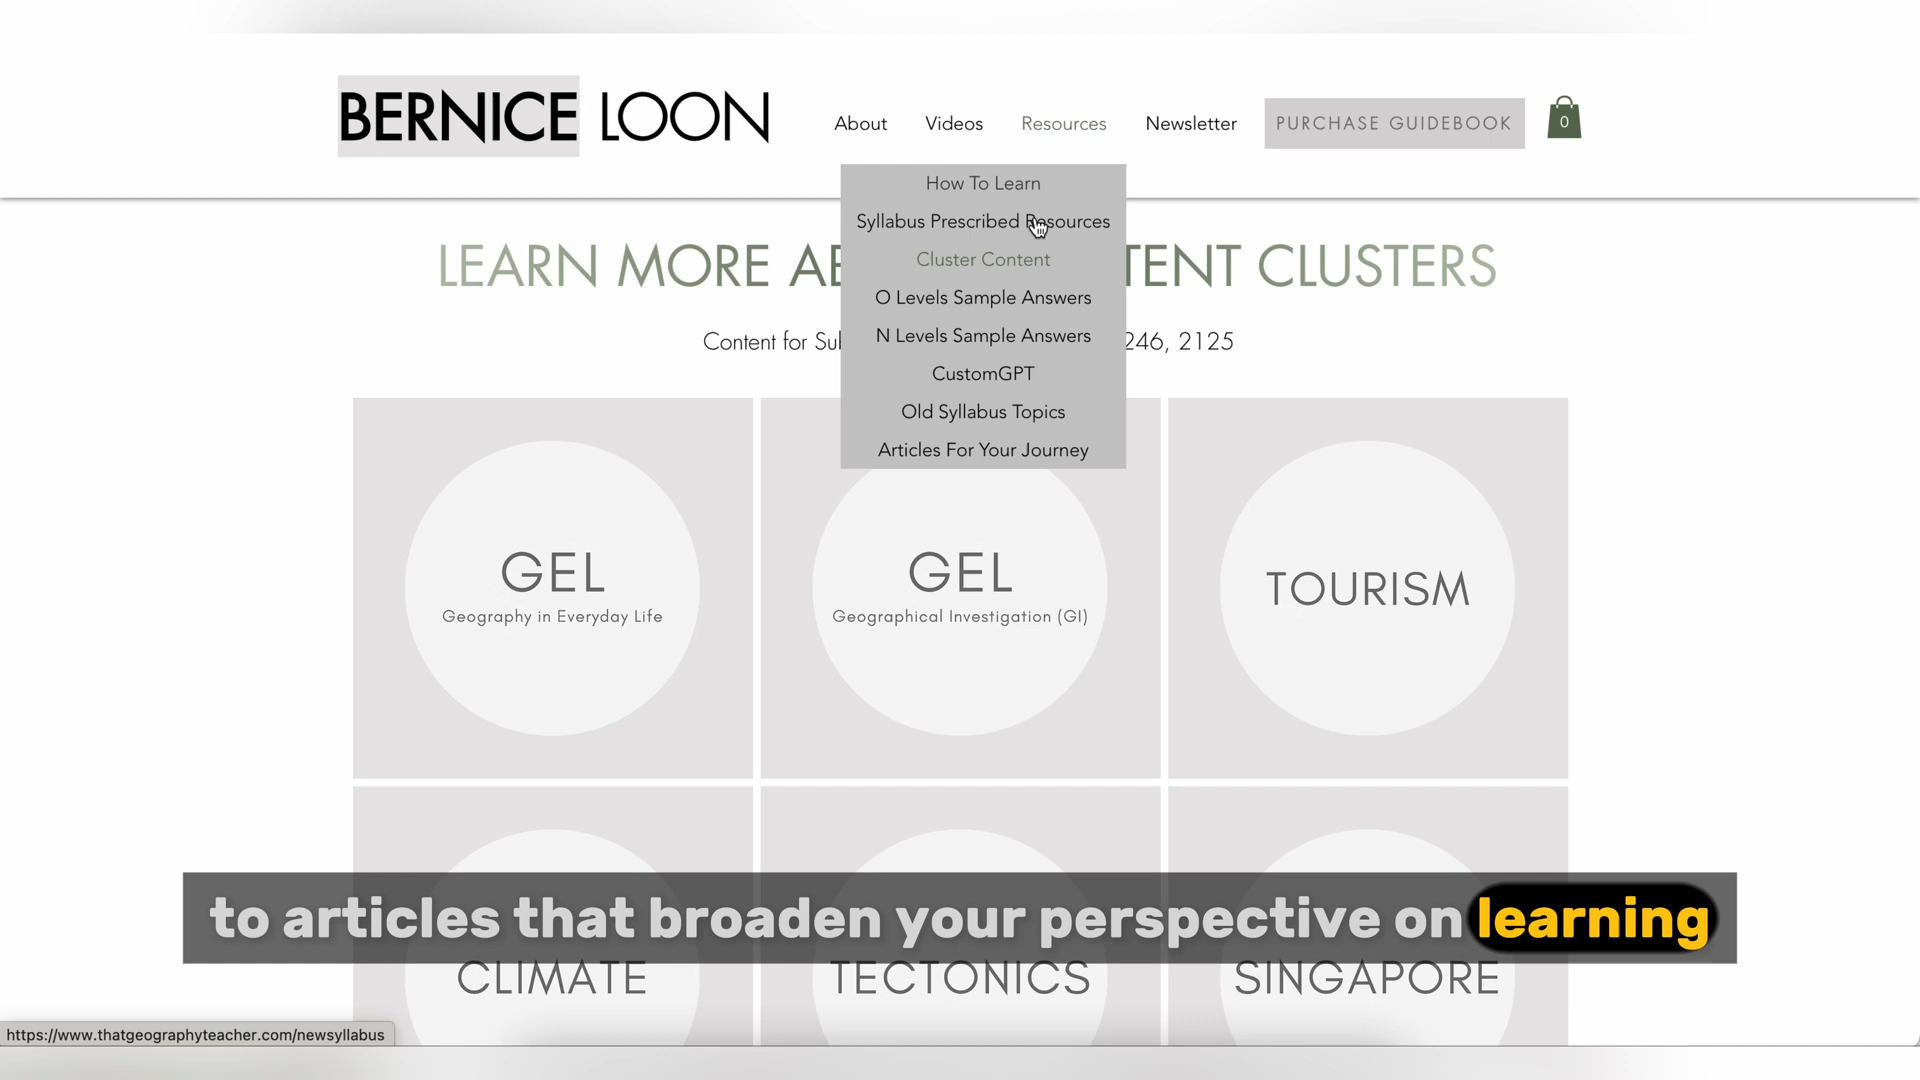 BERNICE LOON
About
Videos
Resources
Newsletter
PURCHASE GUIDEBOOK
0
How To Learn
Syllabus Prescribed Resources
Cluster Content
O Levels Sample Answers
N Levels Sample Answers
CustomGPT
Old Syllabus Topics
Articles For Your Journey
LEARN MORE TENT CLUSTERS
Content for 246, 2125
GEL
Geography in Everyday Life
GEL
Geographical Investigation (GI)
TOURISM
to articles that broaden your perspective on learning
CLIMATE
TECTONICS
SINGAPORE
https://www.thatgeographyteacher.com/newsyllabus